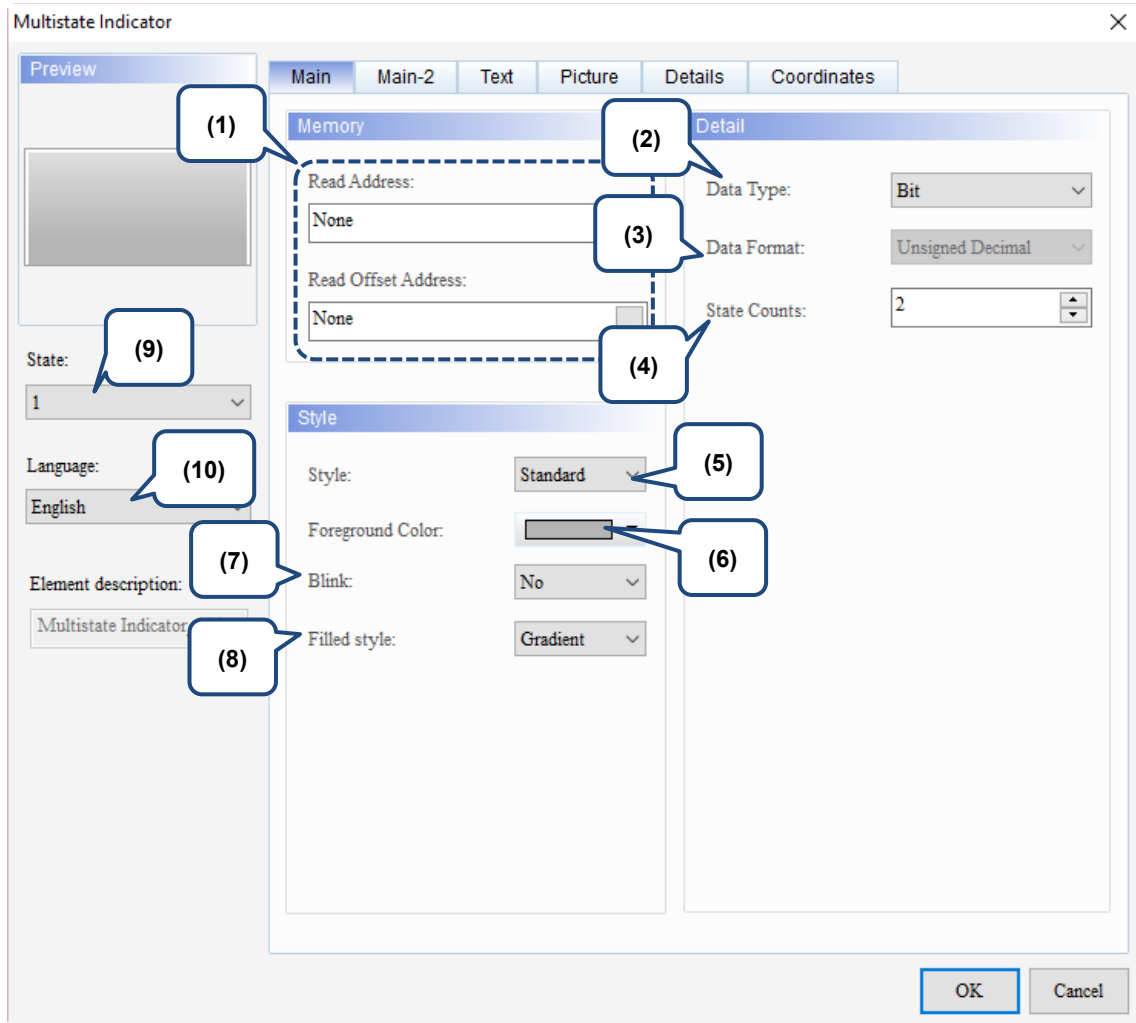 Multistate Indicator
Preview
Main Main-2 Text Picture Details Coordinates
(1)
Memory
(2)
Detail
Read Address:
None
Data Type:
Bit
(3)
Data Format:
Unsigned Decimal
Read Offset Address:
None
State Counts:
2
(4)
State:
(9)
1
Style
Language:
(10)
English
Style:
Standard
(5)
Foreground Color:
(6)
(7)
Blink:
No
Element description:
Multistate Indicator
(8)
Filled style:
Gradient
OK Cancel